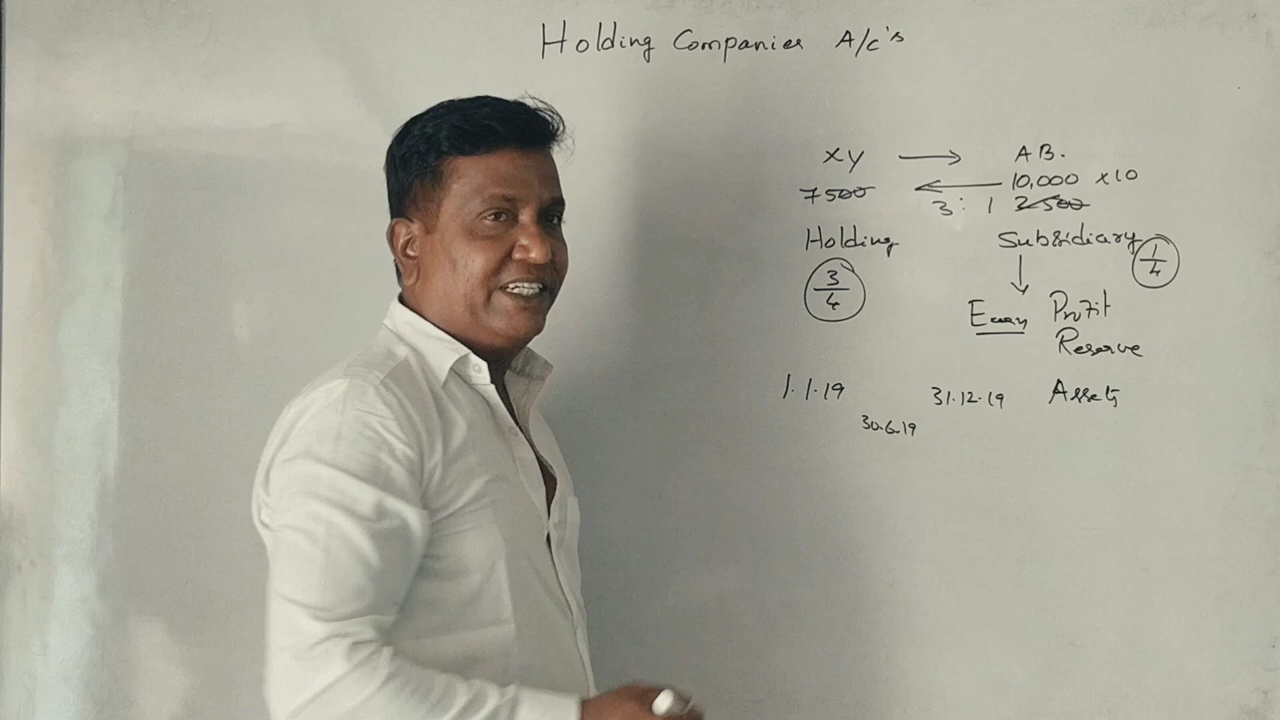 Holding Companies A/c's
XY → AB.
7500 ← 10,000 x10
3 : 1 2500
Holding Subsidiary
3/4 1/4
↓
Profit
Reserve
1.1.19 31.12.19 Assets
30.6.19